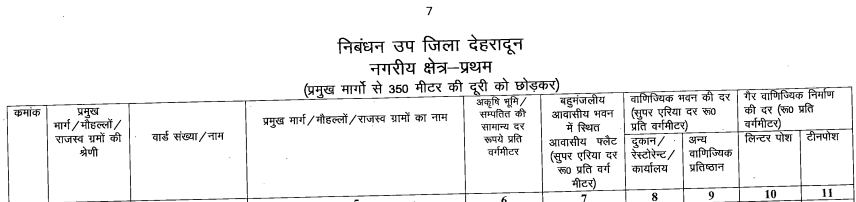 7
निबंधन उप जिला देहरादून
नगरीय क्षेत्र–प्रथम
(प्रमुख मार्गो से 350 मीटर की दूरी को छोड़कर)
कमांक
प्रमुख
मार्ग/मौहल्लों/
राजस्व ग्रमों की
श्रेणी
वार्ड संख्या/नाम
प्रमुख मार्ग/मौहल्लों/राजस्व ग्रामों का नाम
अकृषि भूमि/
सम्पतित की
सामान्य दर
रूपये प्रति
वर्गमीटर
बहुमंजलीय
आवासीय भवन
में स्थित
आवासीय फ्लैट
(सुपर एरिया दर
रू0 प्रति वर्ग
मीटर)
वाणिज्यिक भवन की दर
(सुपर एरिया दर रू0
प्रति वर्गमीटर)
दुकान/
रेस्टोरेन्ट/
कार्यालय
अन्य
वाणिज्यिक
प्रतिष्ठान
गैर वाणिज्यिक निर्माण
की दर (रू0 प्रति
वर्गमीटर)
लिन्टर पोश
टीनपोश
6 7 8 9 10 11